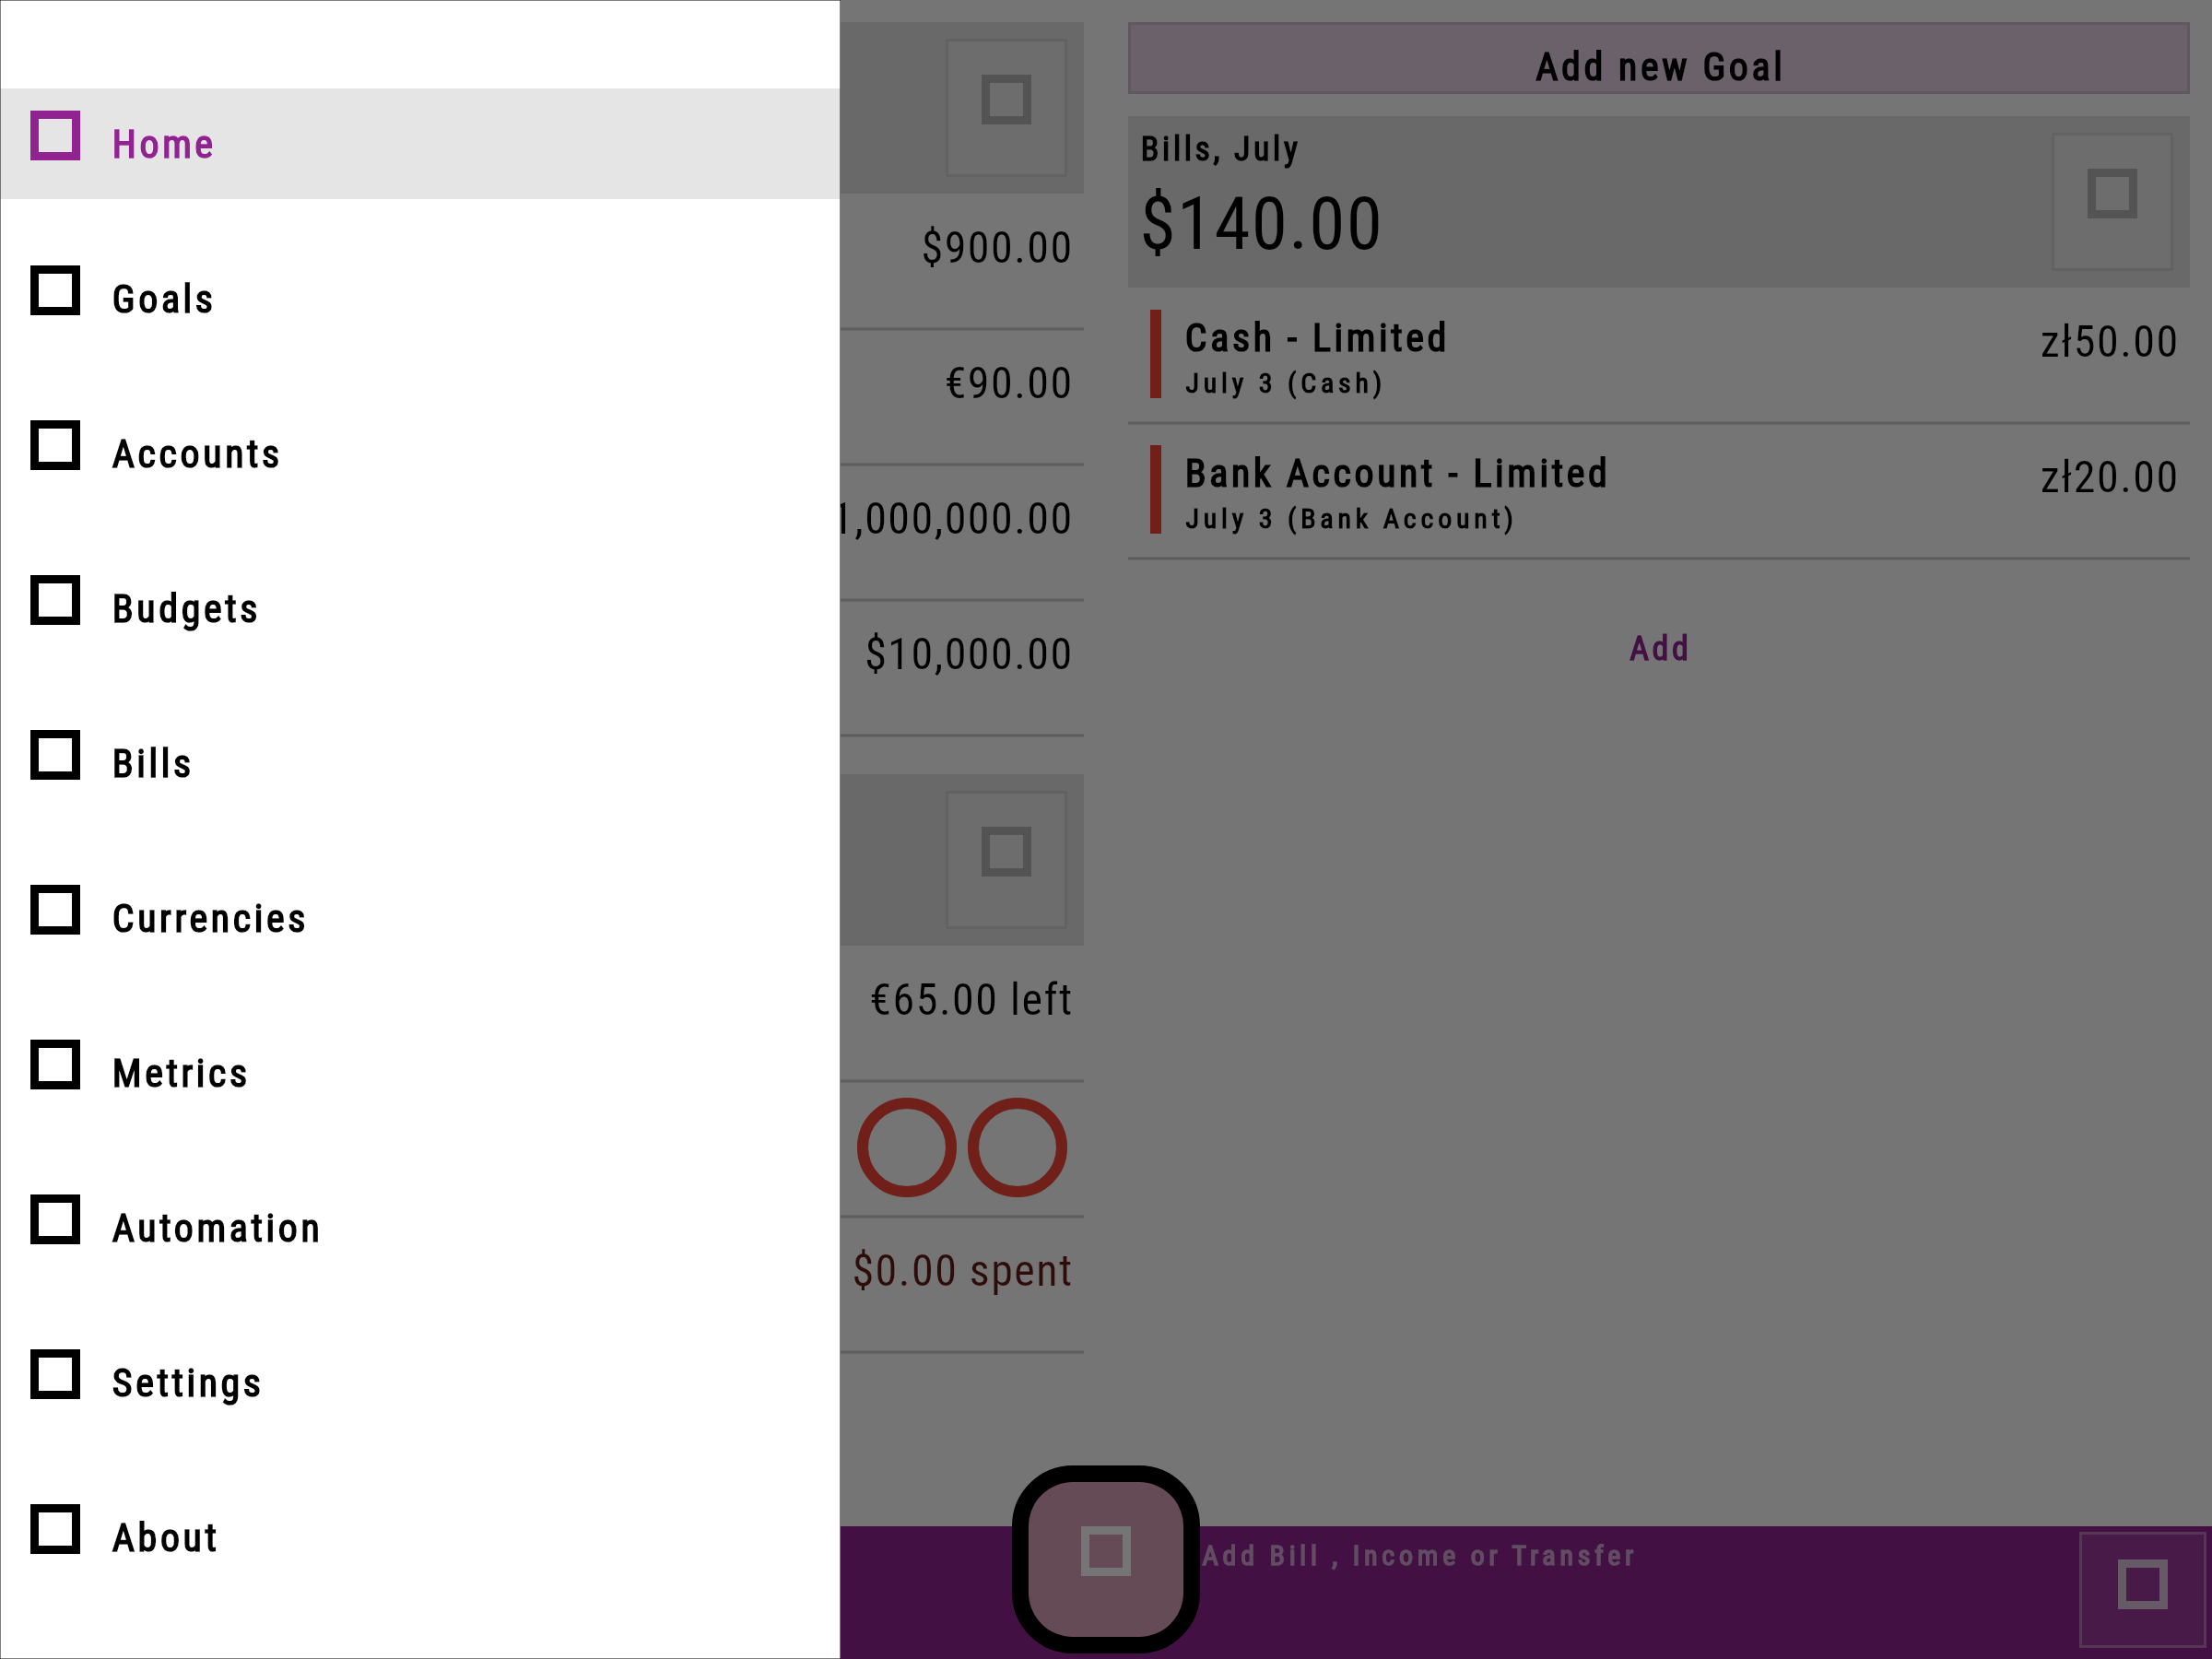 Home
Goals
Accounts
Budgets
Bills
Currencies
Metrics
Automation
Settings
About
$900.00
€90.00
1,000,000.00
$10,000.00
€65.00 left
$0.00 spent
Add new Goal
Bills, July
$140.00
Cash - Limited
zł50.00
July 3 (Cash)
Bank Account - Limited
zł20.00
July 3 (Bank Account)
Add
Add Bill , Income or Transfer